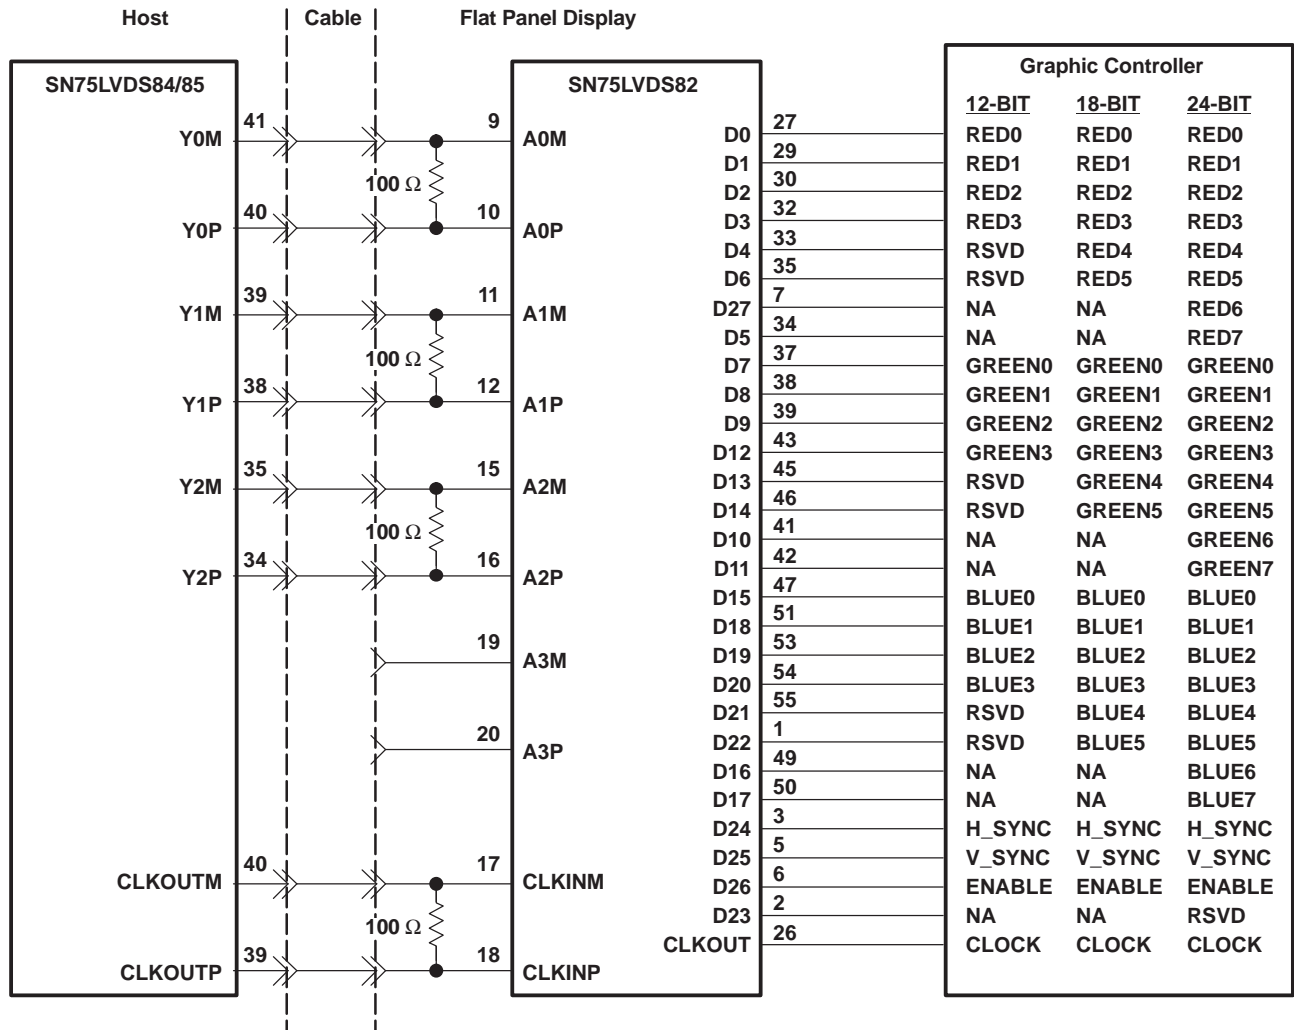 Host Cable Flat Panel Display
SN75LVDS84/85
Y0M 41
Y0P 40
Y1M 39
Y1P 38
Y2M 35
Y2P 34
CLKOUTM 40
CLKOUTP 39
100 Ω
100 Ω
100 Ω
100 Ω
SN75LVDS82
9 A0M
10 A0P
11 A1M
12 A1P
15 A2M
16 A2P
19 A3M
20 A3P
17 CLKINM
18 CLKINP
Graphic Controller
12-BIT 18-BIT 24-BIT
D0 27 RED0 RED0 RED0
D1 29 RED1 RED1 RED1
D2 30 RED2 RED2 RED2
D3 32 RED3 RED3 RED3
D4 33 RSVD RED4 RED4
D6 35 RSVD RED5 RED5
D27 7 NA NA RED6
D5 34 NA NA RED7
D7 37 GREEN0 GREEN0 GREEN0
D8 38 GREEN1 GREEN1 GREEN1
D9 39 GREEN2 GREEN2 GREEN2
D12 43 GREEN3 GREEN3 GREEN3
D13 45 RSVD GREEN4 GREEN4
D14 46 RSVD GREEN5 GREEN5
D10 41 NA NA GREEN6
D11 42 NA NA GREEN7
D15 47 BLUE0 BLUE0 BLUE0
D18 51 BLUE1 BLUE1 BLUE1
D19 53 BLUE2 BLUE2 BLUE2
D20 54 BLUE3 BLUE3 BLUE3
D21 55 RSVD BLUE4 BLUE4
D22 1 RSVD BLUE5 BLUE5
D16 49 NA NA BLUE6
D17 50 NA NA BLUE7
D24 3 H_SYNC H_SYNC H_SYNC
D25 5 V_SYNC V_SYNC V_SYNC
D26 6 ENABLE ENABLE ENABLE
D23 2 NA NA RSVD
CLKOUT 26 CLOCK CLOCK CLOCK